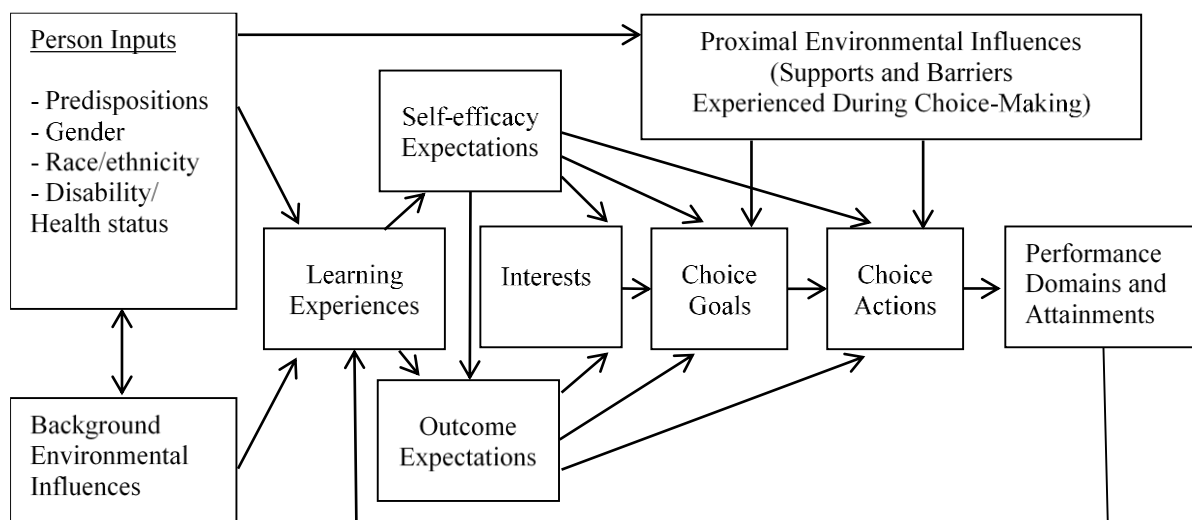 Person Inputs
- Predispositions
- Gender
- Race/ethnicity
- Disability/
Health status
Proximal Environmental Influences
(Supports and Barriers
Experienced During Choice-Making)
Self-efficacy
Expectations
Learning
Experiences
Interests
Choice
Goals
Choice
Actions
Performance
Domains and
Attainments
Background
Environmental
Influences
Outcome
Expectations